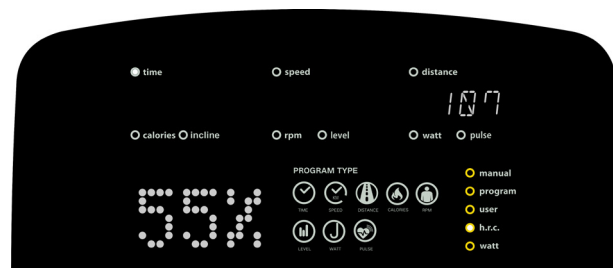 time speed distance
107
calories incline rpm level watt pulse
PROGRAM TYPE
TIME SPEED DISTANCE CALORIES RPM
LEVEL WATT PULSE
55%
manual
program
user
h.r.c.
watt